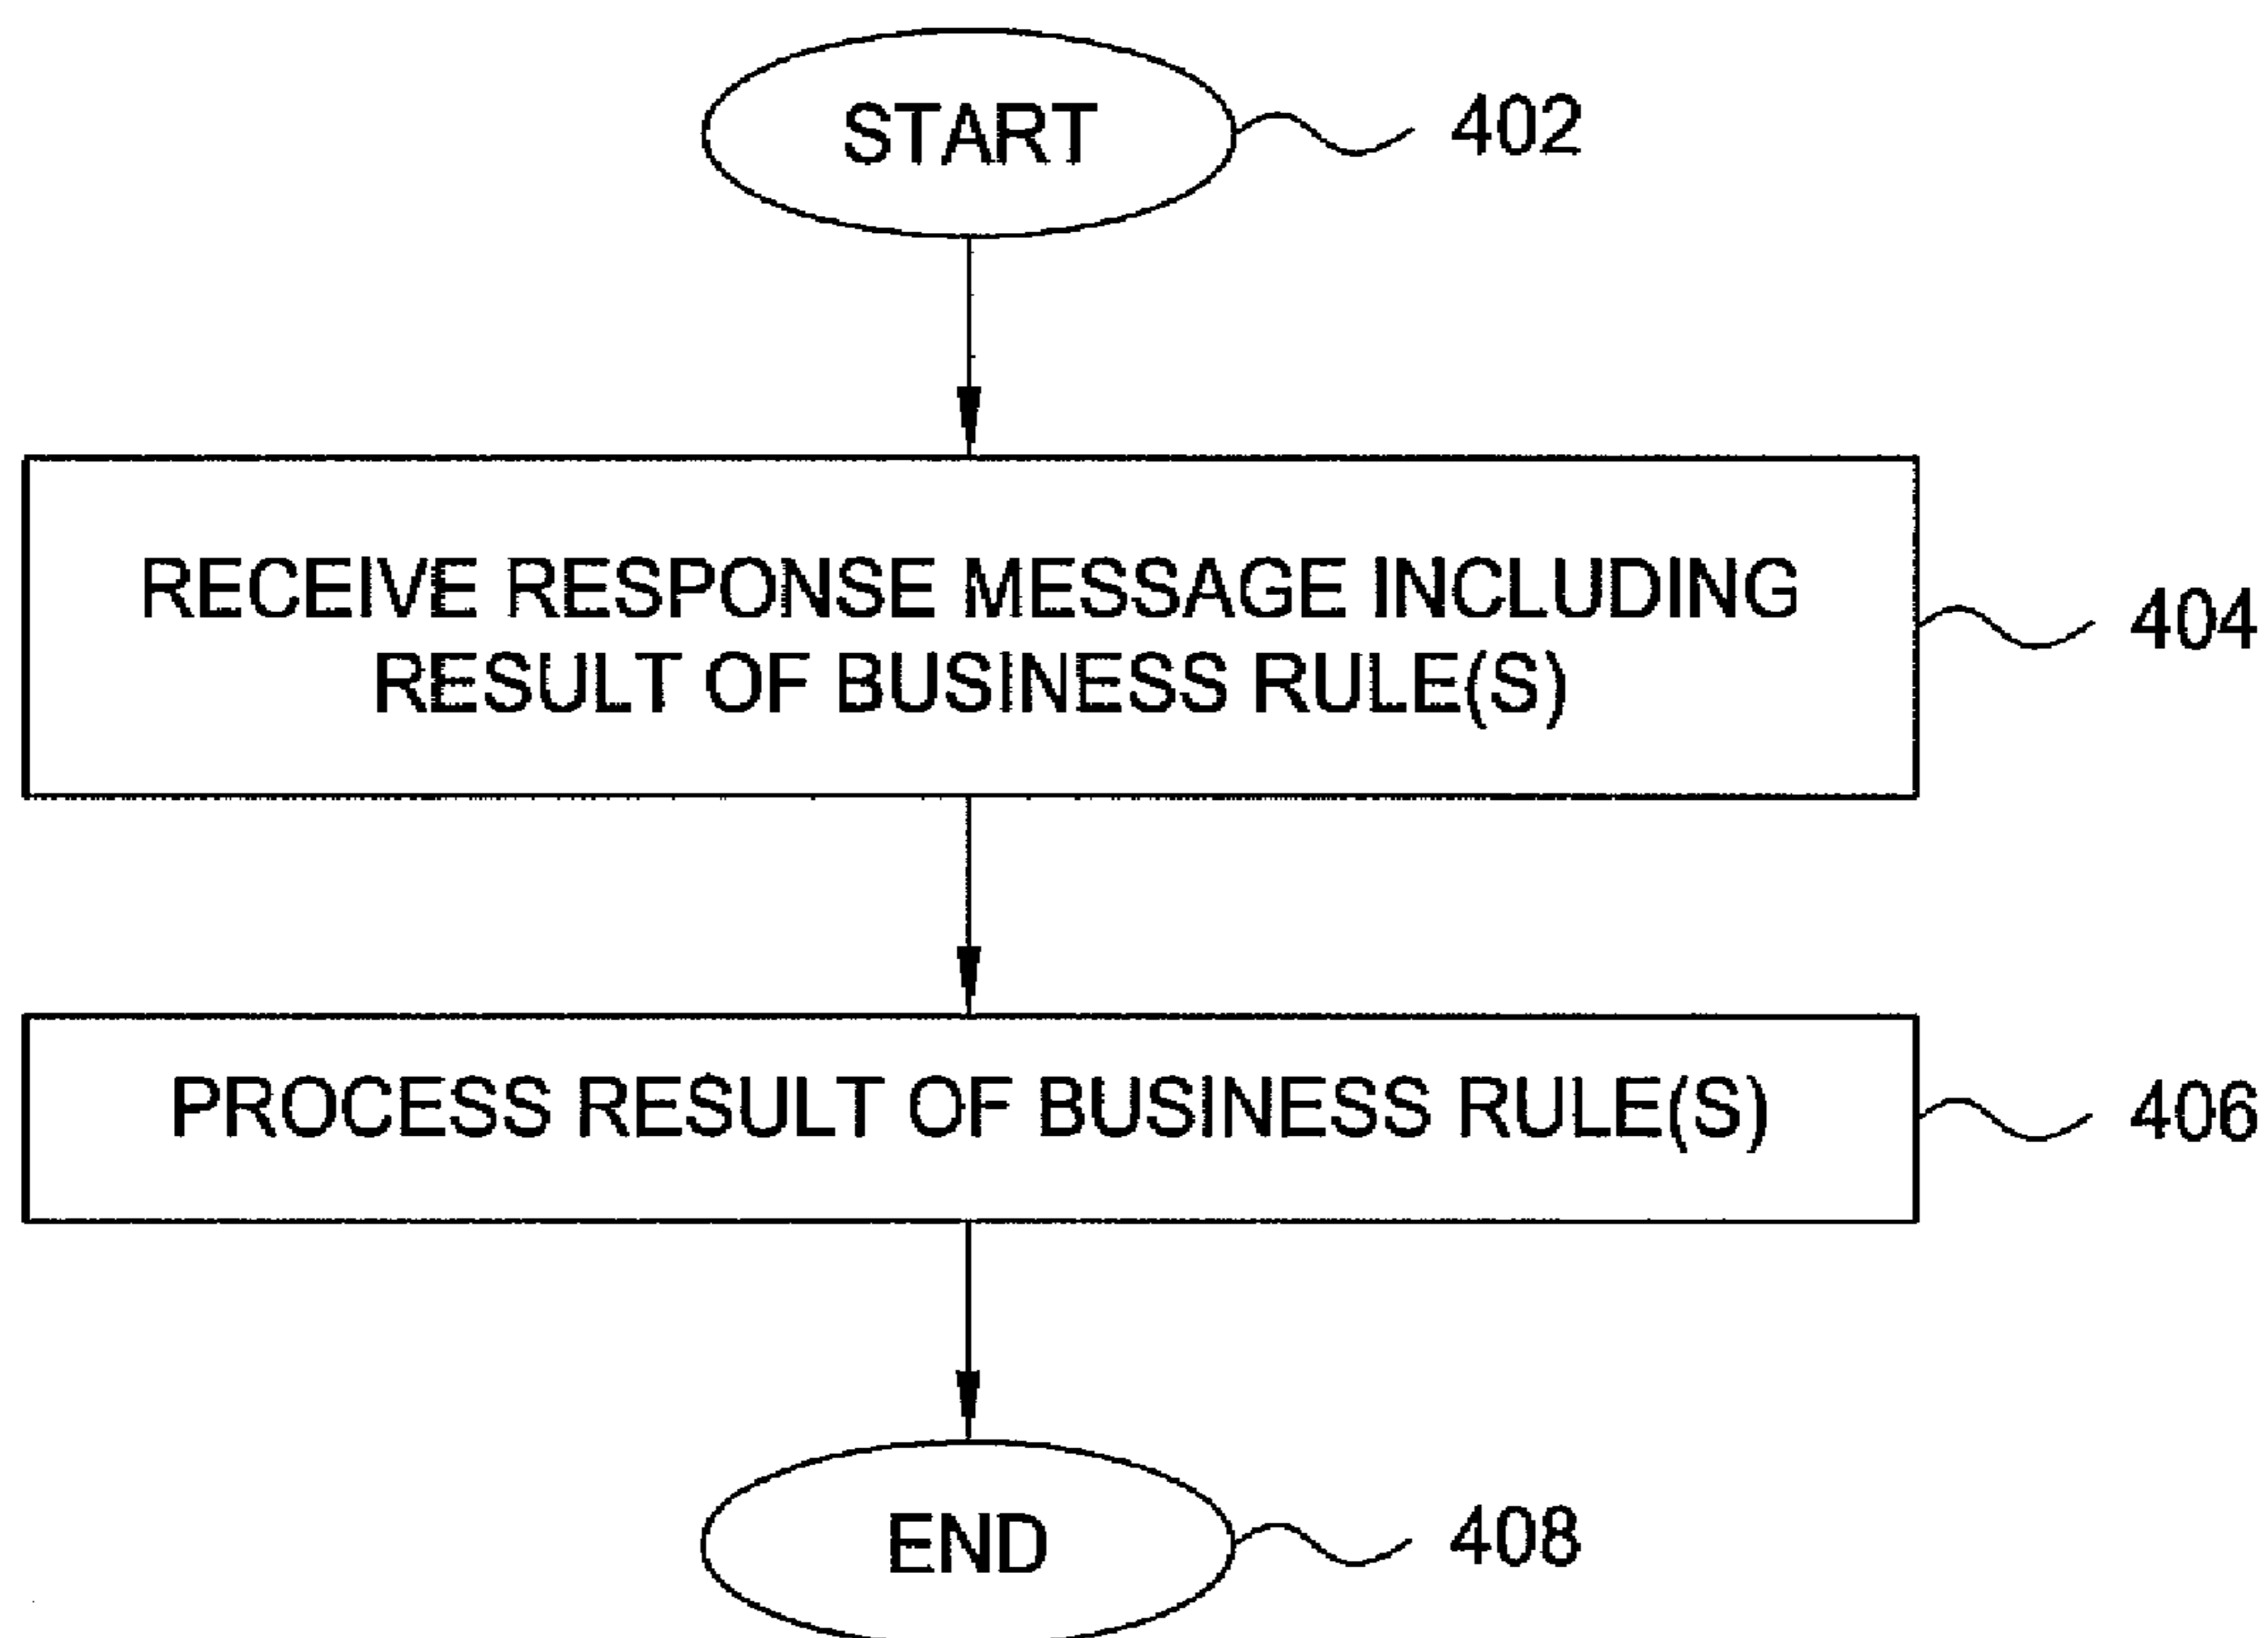 START
402
RECEIVE RESPONSE MESSAGE INCLUDING
RESULT OF BUSINESS RULE(S)
404
PROCESS RESULT OF BUSINESS RULE(S)
406
END
408